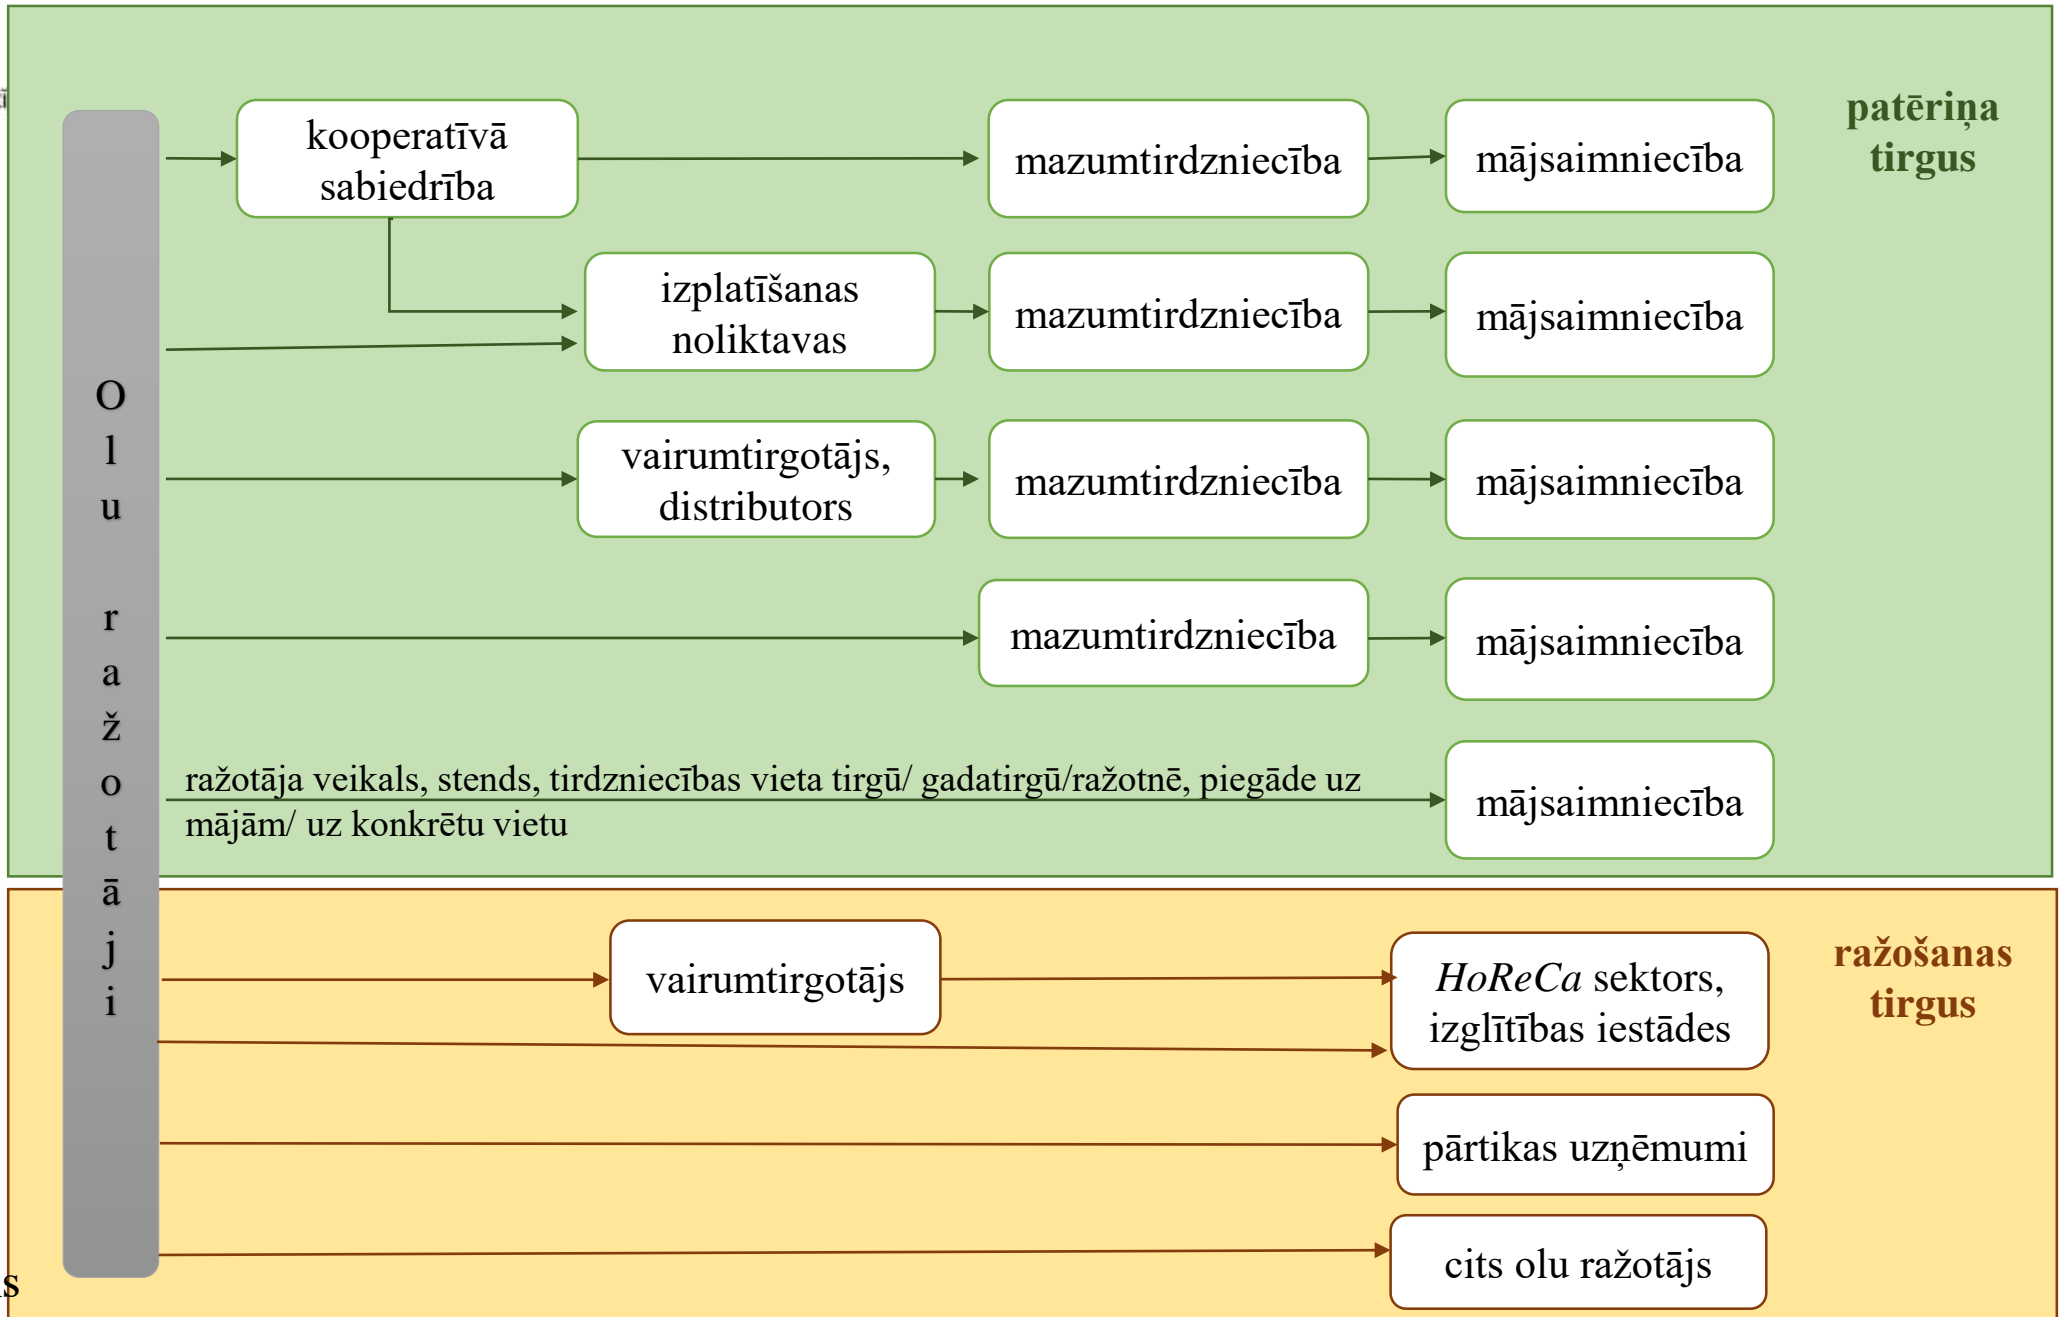 Olu ražotāji
patēriņa
tirgus
kooperatīvā
sabiedrība
mazumtirdzniecība
mājsaimniecība
izplatīšanas
noliktavas
mazumtirdzniecība
mājsaimniecība
vairumtirgotājs,
distributors
mazumtirdzniecība
mājsaimniecība
mazumtirdzniecība
mājsaimniecība
ražotāja veikals, stends, tirdzniecības vieta tirgū/ gadatirgū/ražotnē, piegāde uz
mājām/ uz konkrētu vietu
mājsaimniecība
ražošanas
tirgus
vairumtirgotājs
HoReCa sektors,
izglītības iestādes
pārtikas uzņēmumi
cits olu ražotājs